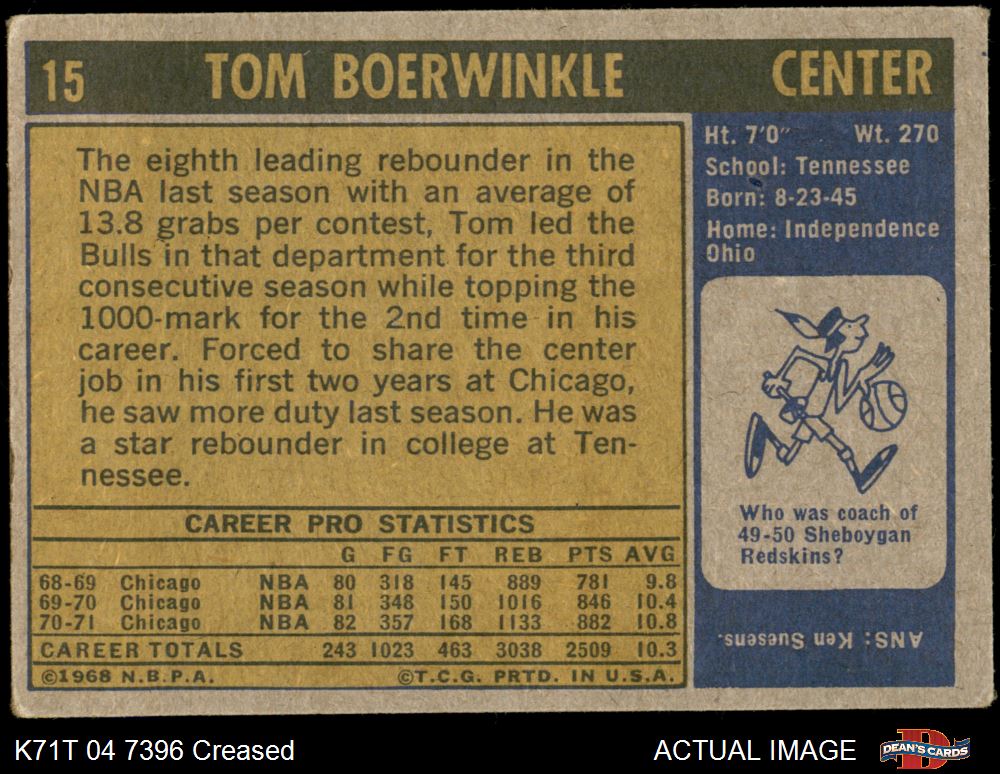 15 TOM BOERWINKLE CENTER
The eighth leading rebounder in the
NBA last season with an average of
13.8 grabs per contest, Tom led the
Bulls in that department for the third
consecutive season while topping the
1000-mark for the 2nd time in his
career. Forced to share the center
job in his first two years at Chicago,
he saw more duty last season. He was
a star rebounder in college at Ten-
nessee.
CAREER PRO STATISTICS
G FG FT REB PTS AVG
68-69 Chicago NBA 80 318 145 889 781 9.8
69-70 Chicago NBA 81 348 150 1016 846 10.4
70-71 Chicago NBA 82 357 168 1133 882 10.8
CAREER TOTALS 243 1023 463 3038 2509 10.3
©1968 N.B.P.A. ©T.C.G. PRTD. IN U.S.A.
Ht. 7'0" Wt. 270
School: Tennessee
Born: 8-23-45
Home: Independence
Ohio
Who was coach of
49-50 Sheboygan
Redskins?
ANS: Ken Suesens.
K71T 04 7396 Creased ACTUAL IMAGE DEAN'S CARDS